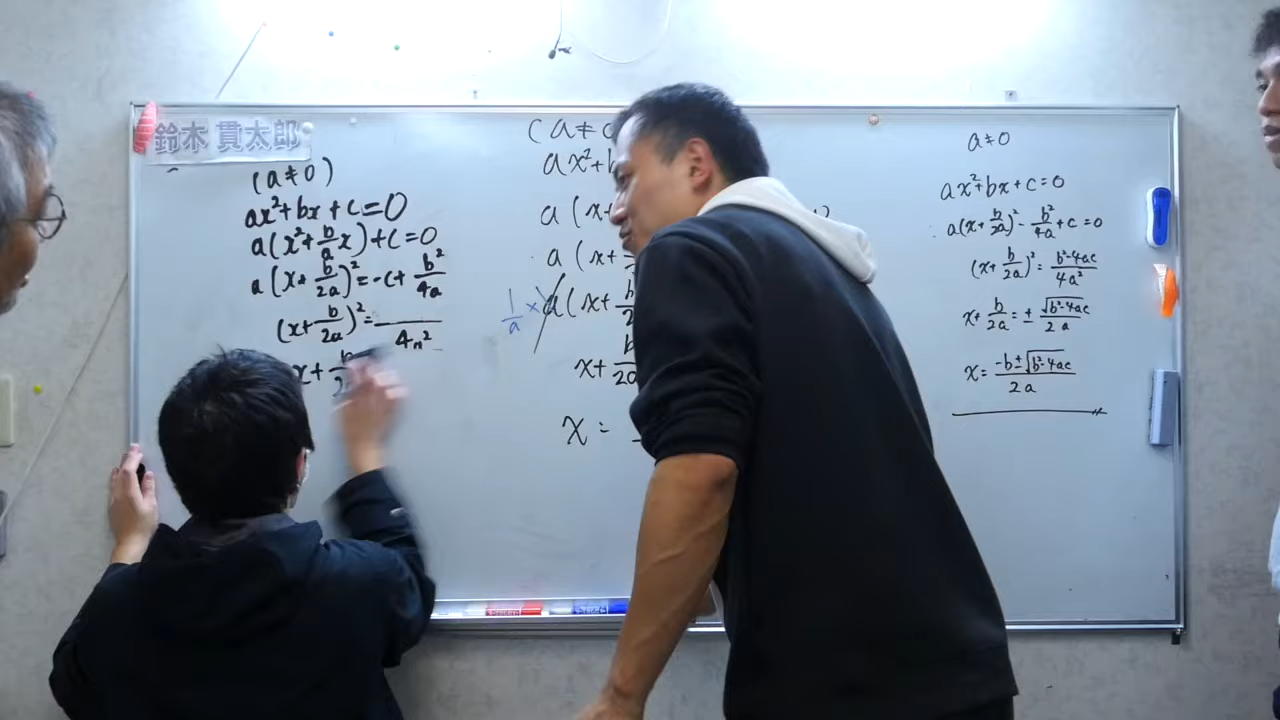 鈴木 貫太郎
(a≠0)
ax²+bx+c=0
a(x²+b/a x)+c=0
a(x+b/2a)²=-c+b²/4a
(x+b/2a)²= /4a²
x+
(a≠
ax²+
a(x+
a(x+
1/a × a(x+b/2
x+b/2a
x=
a≠0
ax²+bx+c=0
a(x+b/2a)²-b²/4a+c=0
(x+b/2a)²=b²-4ac/4a²
x+b/2a=±√b²-4ac/2a
x=-b±√b²-4ac/2a